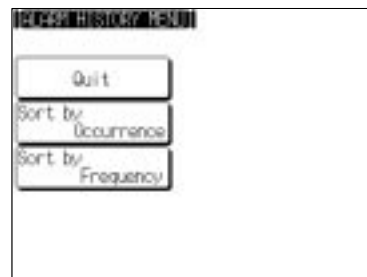 [ALARM HISTORY MENU]
Quit
Sort by
Occurrence
Sort by
Frequency